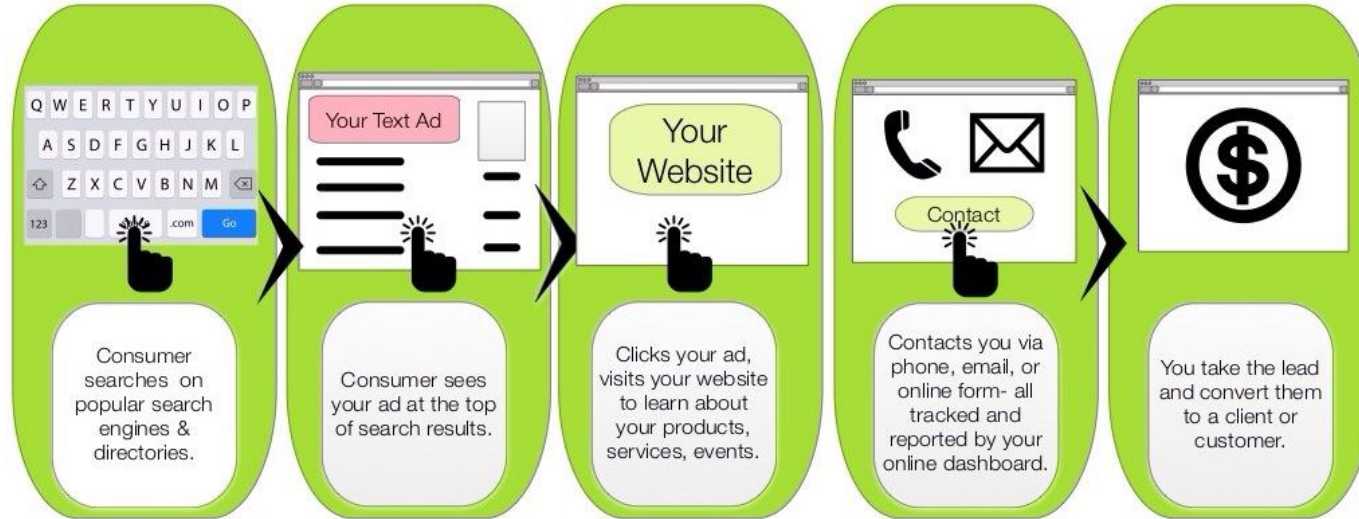 Q W E R T Y U I O P
A S D F G H J K L
Z X C V B N M
123 .com Go
Consumer
searches on
popular search
engines &
directories.
Your Text Ad
Consumer sees
your ad at the top
of search results.
Your
Website
Clicks your ad,
visits your website
to learn about
your products,
services, events.
Contact
Contacts you via
phone, email, or
online form- all
tracked and
reported by your
online dashboard.
$
You take the lead
and convert them
to a client or
customer.